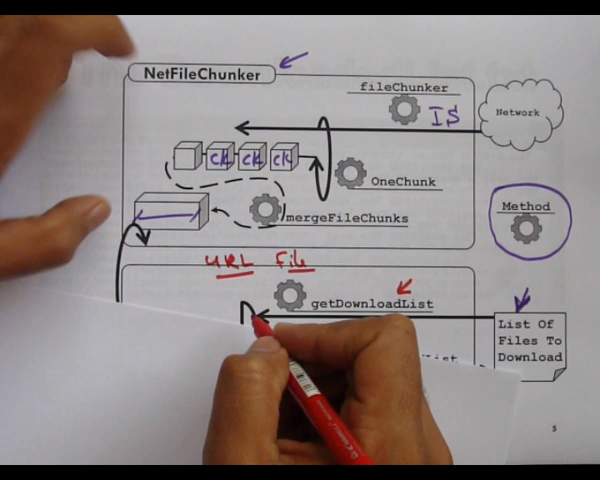 NetFileChunker
fileChunker
IS
Network
ck ck ck
OneChunk
Method
mergeFileChunks
URL file
getDownloadList
List Of
Files To
Download
5